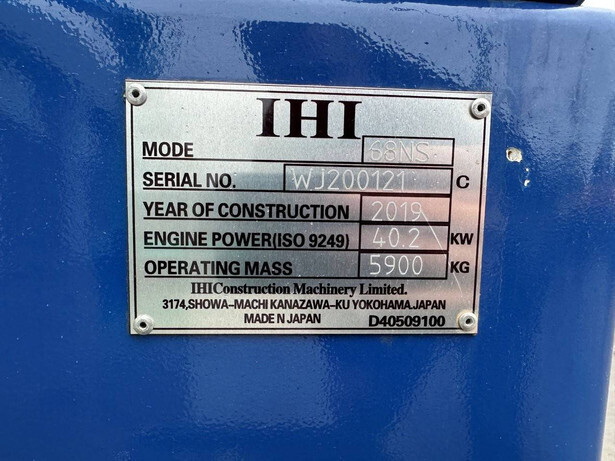 IHI
MODE 68NS
SERIAL NO. WJ200121 C
YEAR OF CONSTRUCTION 2019
ENGINE POWER(ISO 9249) 40.2 KW
OPERATING MASS 5900 KG
IHIConstruction Machinery Limited.
3174,SHOWA-MACHI KANAZAWA-KU YOKOHAMA.JAPAN
MADE N JAPAN D40509100